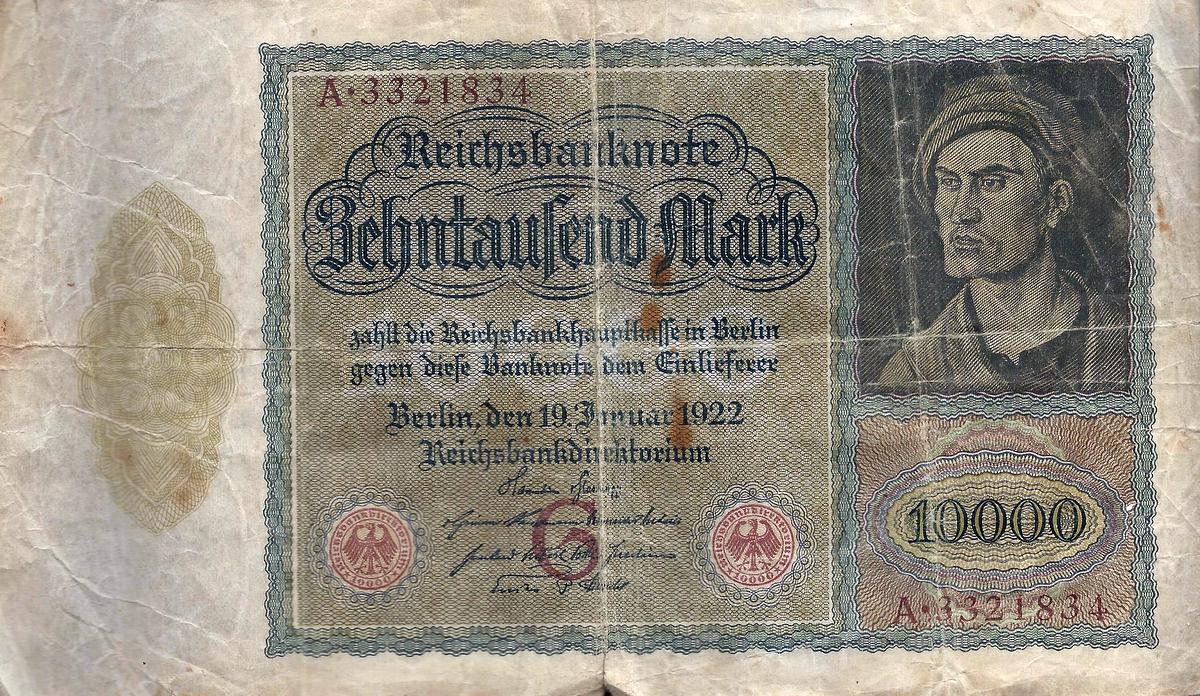 A·3321834
Reichsbanknote
Zehntauſend Mark
zahlt die Reichsbankhauptkaſſe in Berlin
gegen dieſe Banknote dem Einlieferer
Berlin, den 19. Januar 1922
Reichsbankdirektorium
G
10000
A·3321834